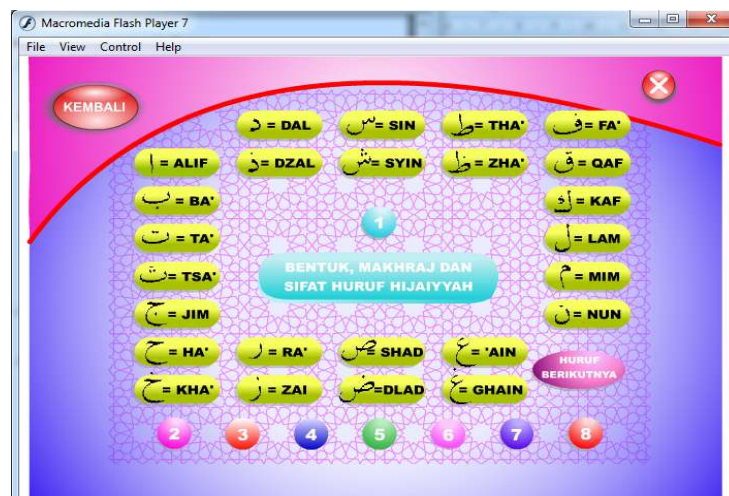 Macromedia Flash Player 7
File View Control Help
KEMBALI
د = DAL
س = SIN
ط = THA'
ف = FA'
ا = ALIF
ذ = DZAL
ش = SYIN
ظ = ZHA'
ق = QAF
ب = BA'
ك = KAF
ت = TA'
1
ل = LAM
ث = TSA'
BENTUK, MAKHRAJ DAN
SIFAT HURUF HIJAIYYAH
م = MIM
ج = JIM
ن = NUN
ح = HA'
ر = RA'
ص = SHAD
ع = 'AIN
HURUF
BERIKUTNYA
خ = KHA'
ز = ZAI
ض =DLAD
غ = GHAIN
2 3 4 5 6 7 8